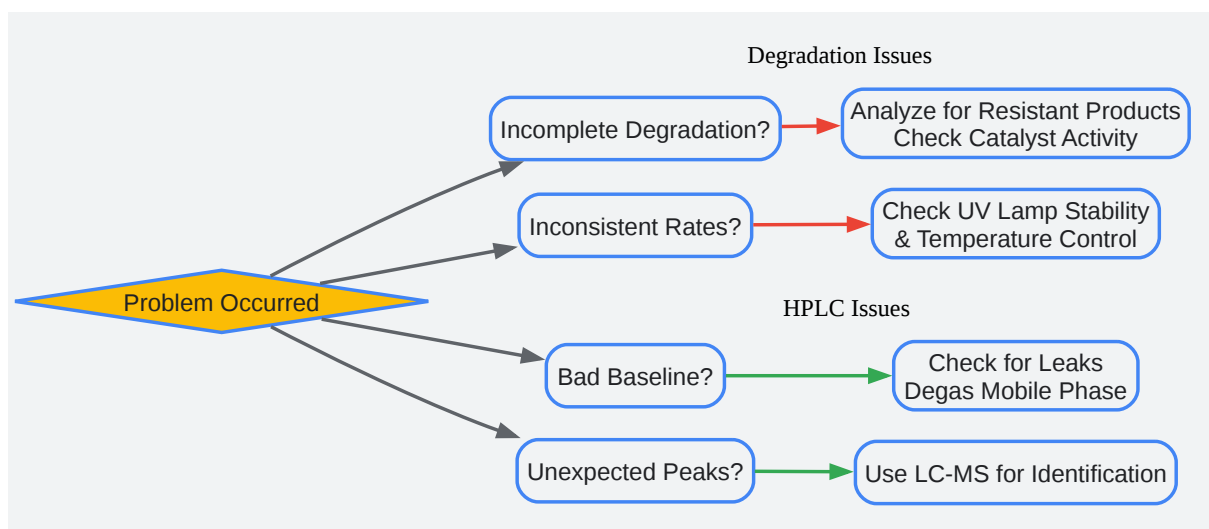 Degradation Issues
Incomplete Degradation?
Analyze for Resistant Products
Check Catalyst Activity
Inconsistent Rates?
Check UV Lamp Stability
& Temperature Control
Problem Occurred
HPLC Issues
Bad Baseline?
Check for Leaks
Degas Mobile Phase
Unexpected Peaks?
Use LC-MS for Identification